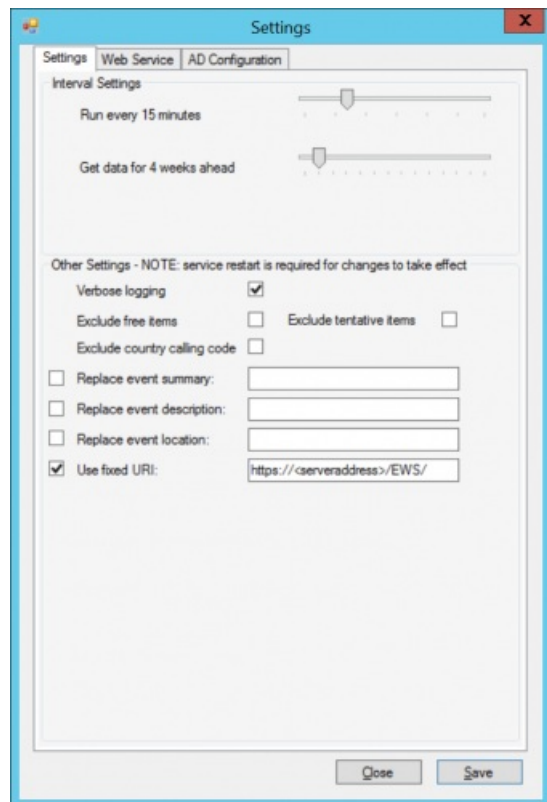 Settings
X
Settings Web Service AD Configuration
Interval Settings
Run every 15 minutes
Get data for 4 weeks ahead
Other Settings - NOTE: service restart is required for changes to take effect
Verbose logging
Exclude free items Exclude tentative items
Exclude country calling code
Replace event summary:
Replace event description:
Replace event location:
Use fixed URI: https://<serveraddress>/EWS/
Close Save